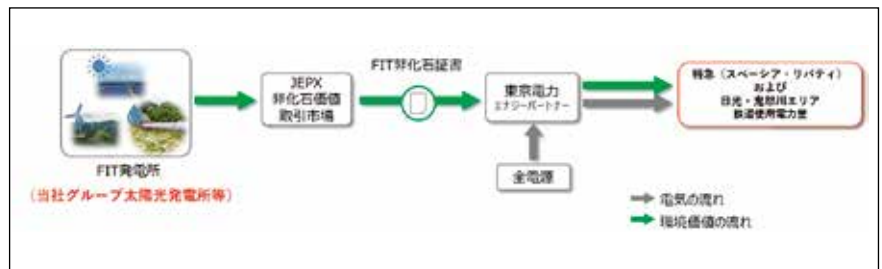 FIT発電所
(当社グループ太陽光発電所等)
JEPX
非化石価値
取引市場
FIT非化石証書
東京電力
エナジーパートナー
全電源
特急(スペーシア・リバティ)
および
日光・鬼怒川エリア
鉄道使用電力量
電気の流れ
環境価値の流れ